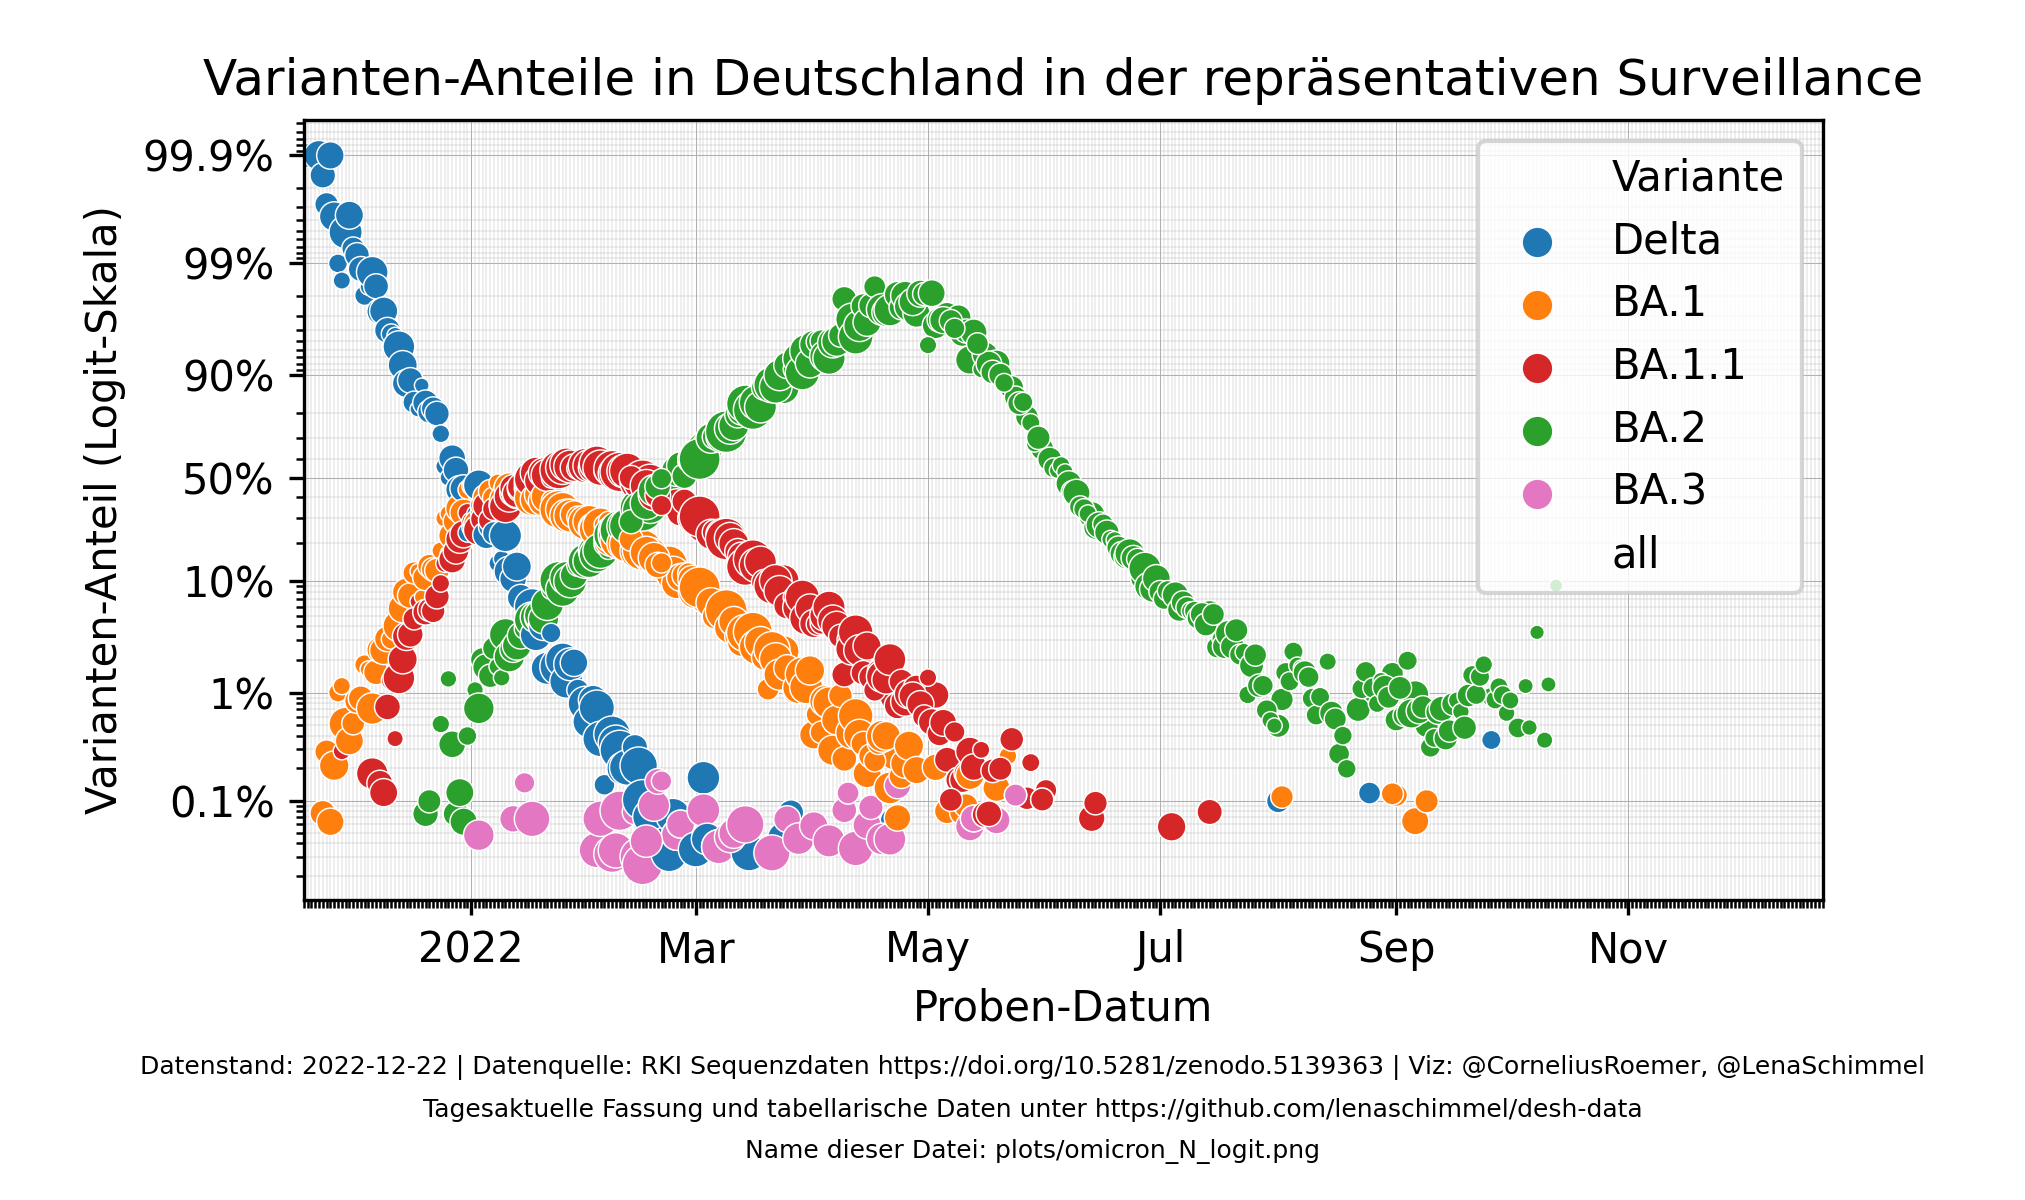 Varianten-Anteile in Deutschland in der repräsentativen Surveillance
Varianten-Anteil (Logit-Skala)
99.9%
99%
90%
50%
10%
1%
0.1%
Variante
Delta
BA.1
BA.1.1
BA.2
BA.3
all
2022
Mar
May
Jul
Sep
Nov
Proben-Datum
Datenstand: 2022-12-22 | Datenquelle: RKI Sequenzdaten https://doi.org/10.5281/zenodo.5139363 | Viz: @CorneliusRoemer, @LenaSchimmel
Tagesaktuelle Fassung und tabellarische Daten unter https://github.com/lenaschimmel/desh-data
Name dieser Datei: plots/omicron_N_logit.png